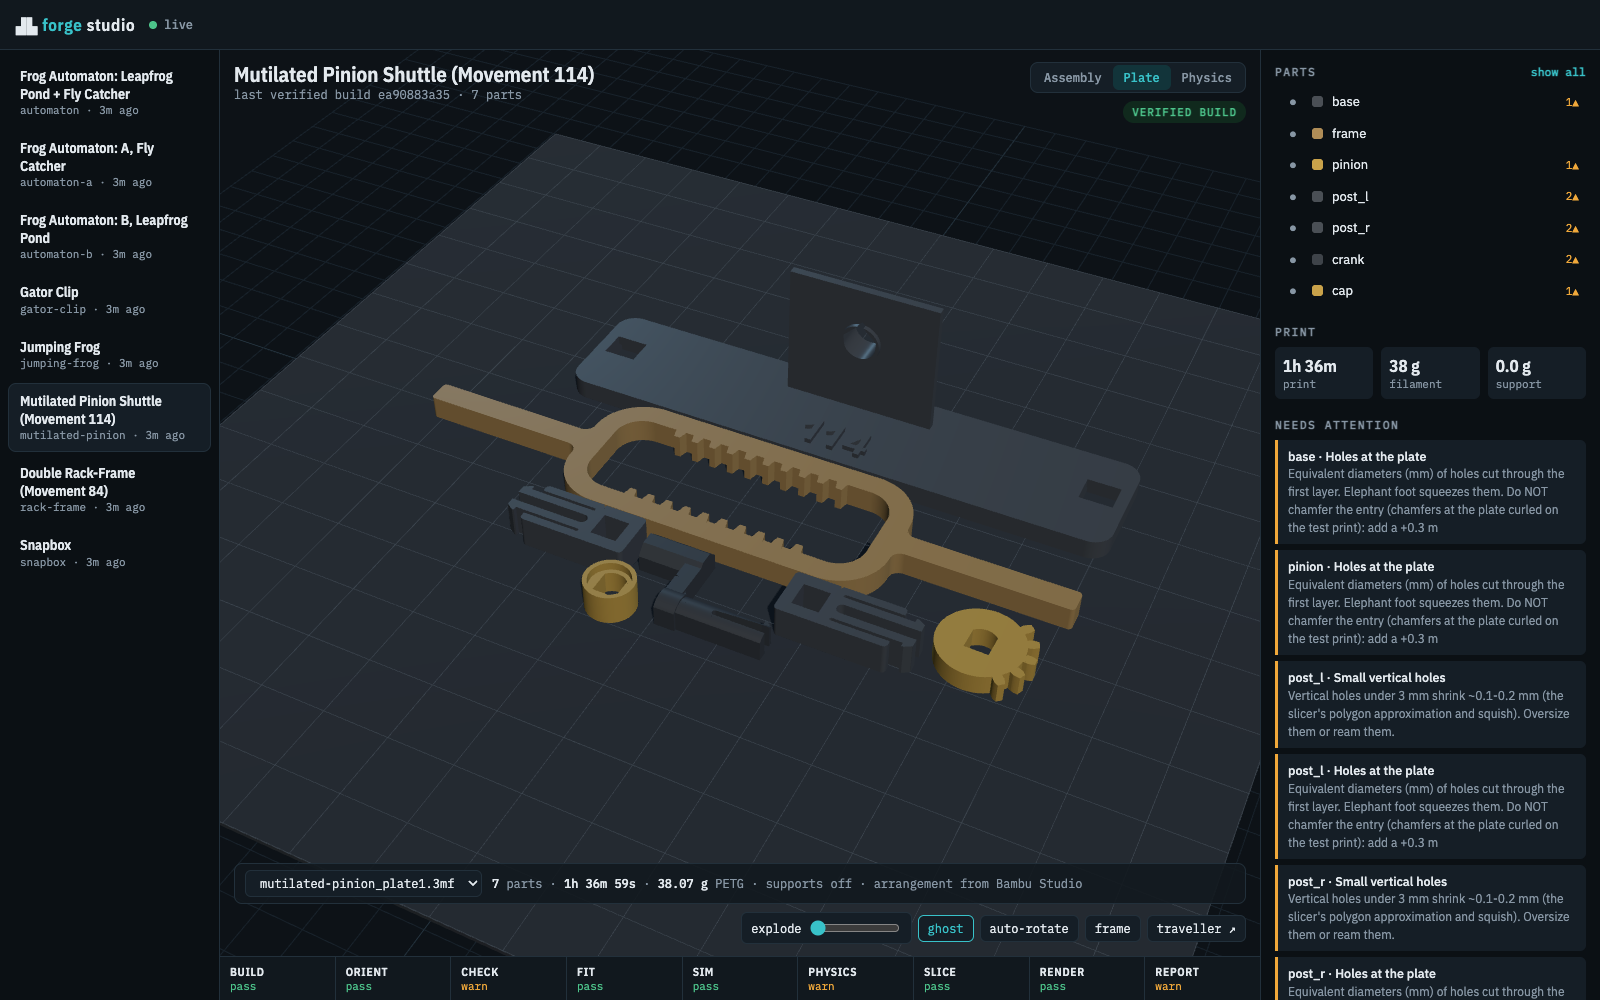 forge studio
live
Frog Automaton: Leapfrog
Pond + Fly Catcher
automaton · 3m ago
Frog Automaton: A, Fly
Catcher
automaton-a · 3m ago
Frog Automaton: B, Leapfrog
Pond
automaton-b · 3m ago
Gator Clip
gator-clip · 3m ago
Jumping Frog
jumping-frog · 3m ago
Mutilated Pinion Shuttle
(Movement 114)
mutilated-pinion · 3m ago
Double Rack-Frame
(Movement 84)
rack-frame · 3m ago
Snapbox
snapbox · 3m ago
Mutilated Pinion Shuttle (Movement 114)
last verified build ea90883a35 · 7 parts
Assembly Plate Physics
VERIFIED BUILD
114
mutilated-pinion_plate1.3mf
7 parts · 1h 36m 59s · 38.07 g PETG · supports off · arrangement from Bambu Studio
explode
ghost
auto-rotate
frame
traveller ↗
BUILD
pass
ORIENT
pass
CHECK
warn
FIT
pass
SIM
pass
PHYSICS
warn
SLICE
pass
RENDER
pass
REPORT
warn
PARTS
show all
base 1▲
frame
pinion 1▲
post_l 2▲
post_r 2▲
crank 2▲
cap 1▲
PRINT
1h 36m
print
38 g
filament
0.0 g
support
NEEDS ATTENTION
base · Holes at the plate
Equivalent diameters (mm) of holes cut through the
first layer. Elephant foot squeezes them. Do NOT
chamfer the entry (chamfers at the plate curled on
the test print): add a +0.3 m
pinion · Holes at the plate
Equivalent diameters (mm) of holes cut through the
first layer. Elephant foot squeezes them. Do NOT
chamfer the entry (chamfers at the plate curled on
the test print): add a +0.3 m
post_l · Small vertical holes
Vertical holes under 3 mm shrink ~0.1-0.2 mm (the
slicer's polygon approximation and squish). Oversize
them or ream them.
post_l · Holes at the plate
Equivalent diameters (mm) of holes cut through the
first layer. Elephant foot squeezes them. Do NOT
chamfer the entry (chamfers at the plate curled on
the test print): add a +0.3 m
post_r · Small vertical holes
Vertical holes under 3 mm shrink ~0.1-0.2 mm (the
slicer's polygon approximation and squish). Oversize
them or ream them.
post_r · Holes at the plate
Equivalent diameters (mm) of holes cut through the